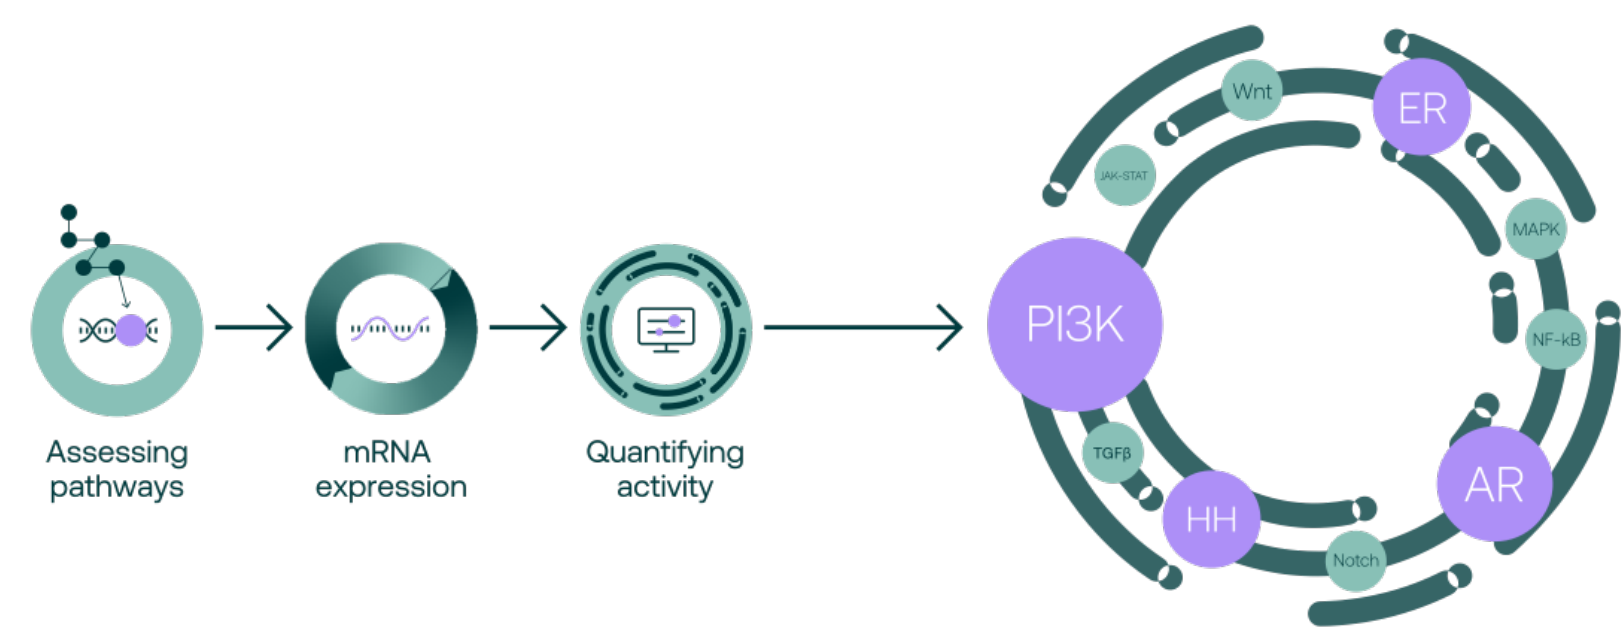 Assessing
pathways
mRNA
expression
Quantifying
activity
Wnt
ER
JAK-STAT
MAPK
PI3K
NF-kB
TGFβ
AR
HH
Notch